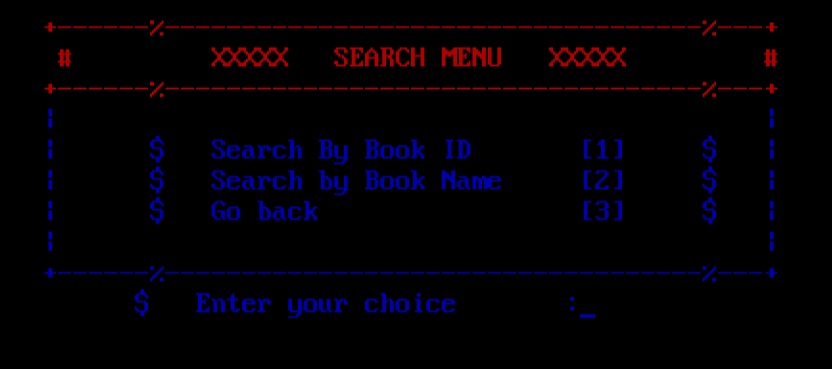 +------%-----------------------------------%---+
# XXXXX SEARCH MENU XXXXX #
+------%-----------------------------------%---+
¦ ¦
¦ $ Search By Book ID [1] $ ¦
¦ $ Search by Book Name [2] $ ¦
¦ $ Go back [3] $ ¦
¦ ¦
+------%-----------------------------------%---+
$ Enter your choice :_